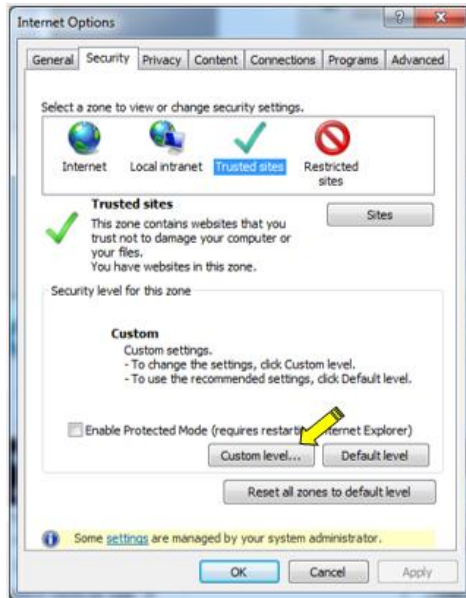 Internet Options
General Security Privacy Content Connections Programs Advanced
Select a zone to view or change security settings.
Internet Local intranet Trusted sites Restricted sites
Trusted sites
This zone contains websites that you
trust not to damage your computer or
your files.
You have websites in this zone.
Sites
Security level for this zone
Custom
Custom settings.
- To change the settings, click Custom level.
- To use the recommended settings, click Default level.
Enable Protected Mode (requires restarting Internet Explorer)
Custom level... Default level
Reset all zones to default level
Some settings are managed by your system administrator.
OK Cancel Apply